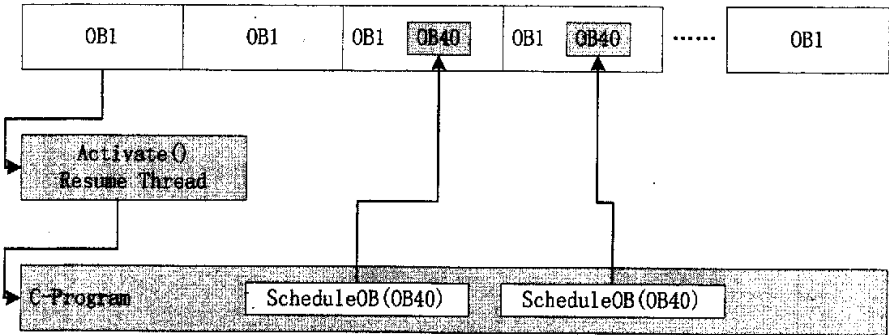 OB1 OB1 OB1 OB40 OB1 OB40 ...... OB1
Activate()
Resume Thread
C-Program ScheduleOB(OB40) ScheduleOB(OB40)